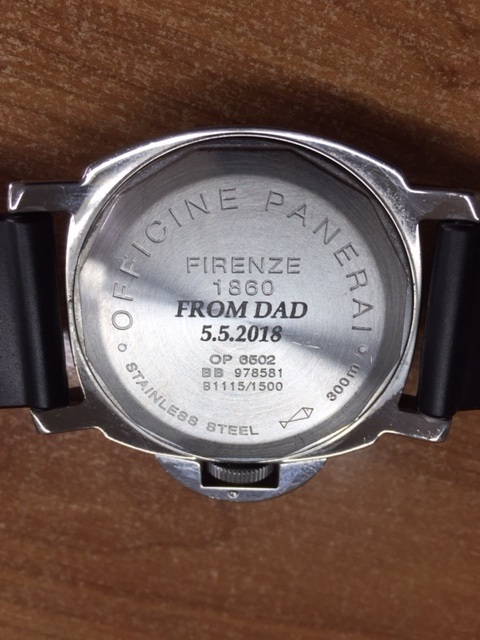 OFFICINE PANERAI
FIRENZE
1860
FROM DAD
5.5.2018
OP 6502
BB 978581
B1115/1500
STAINLESS STEEL
300m